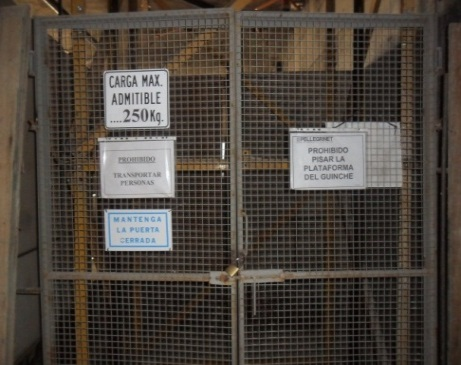 CARGA MAX.
ADMITIBLE
....250Kg.
PROHIBIDO
TRANSPORTAR
PERSONAS
MANTENGA
LA PUERTA
CERRADA
PROHIBIDO
PISAR LA
PLATAFORMA
DEL GUINCHE